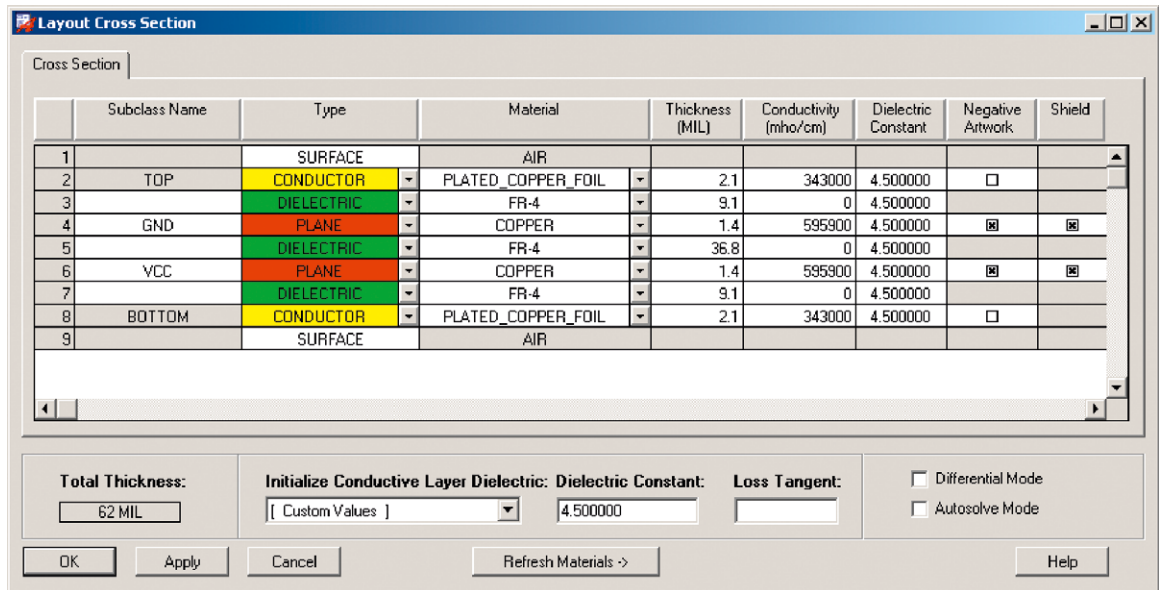 Layout Cross Section
Cross Section
Subclass Name Type Material Thickness (MIL) Conductivity (mho/cm) Dielectric Constant Negative Artwork Shield
1 SURFACE AIR
2 TOP CONDUCTOR PLATED_COPPER_FOIL 2.1 343000 4.500000
3 DIELECTRIC FR-4 9.1 0 4.500000
4 GND PLANE COPPER 1.4 595900 4.500000
5 DIELECTRIC FR-4 36.8 0 4.500000
6 VCC PLANE COPPER 1.4 595900 4.500000
7 DIELECTRIC FR-4 9.1 0 4.500000
8 BOTTOM CONDUCTOR PLATED_COPPER_FOIL 2.1 343000 4.500000
9 SURFACE AIR
Total Thickness: Initialize Conductive Layer Dielectric: Dielectric Constant: Loss Tangent: Differential Mode
62 MIL [ Custom Values ] 4.500000 Autosolve Mode
OK Apply Cancel Refresh Materials -> Help